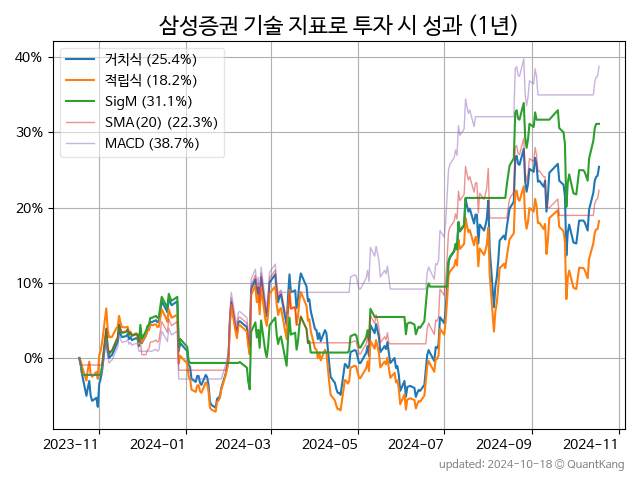 삼성증권 기술 지표로 투자 시 성과 (1년)
거치식 (25.4%)
적립식 (18.2%)
SigM (31.1%)
SMA(20) (22.3%)
MACD (38.7%)
40%
30%
20%
10%
0%
2023-11 2024-01 2024-03 2024-05 2024-07 2024-09 2024-11
updated: 2024-10-18 © QuantKang